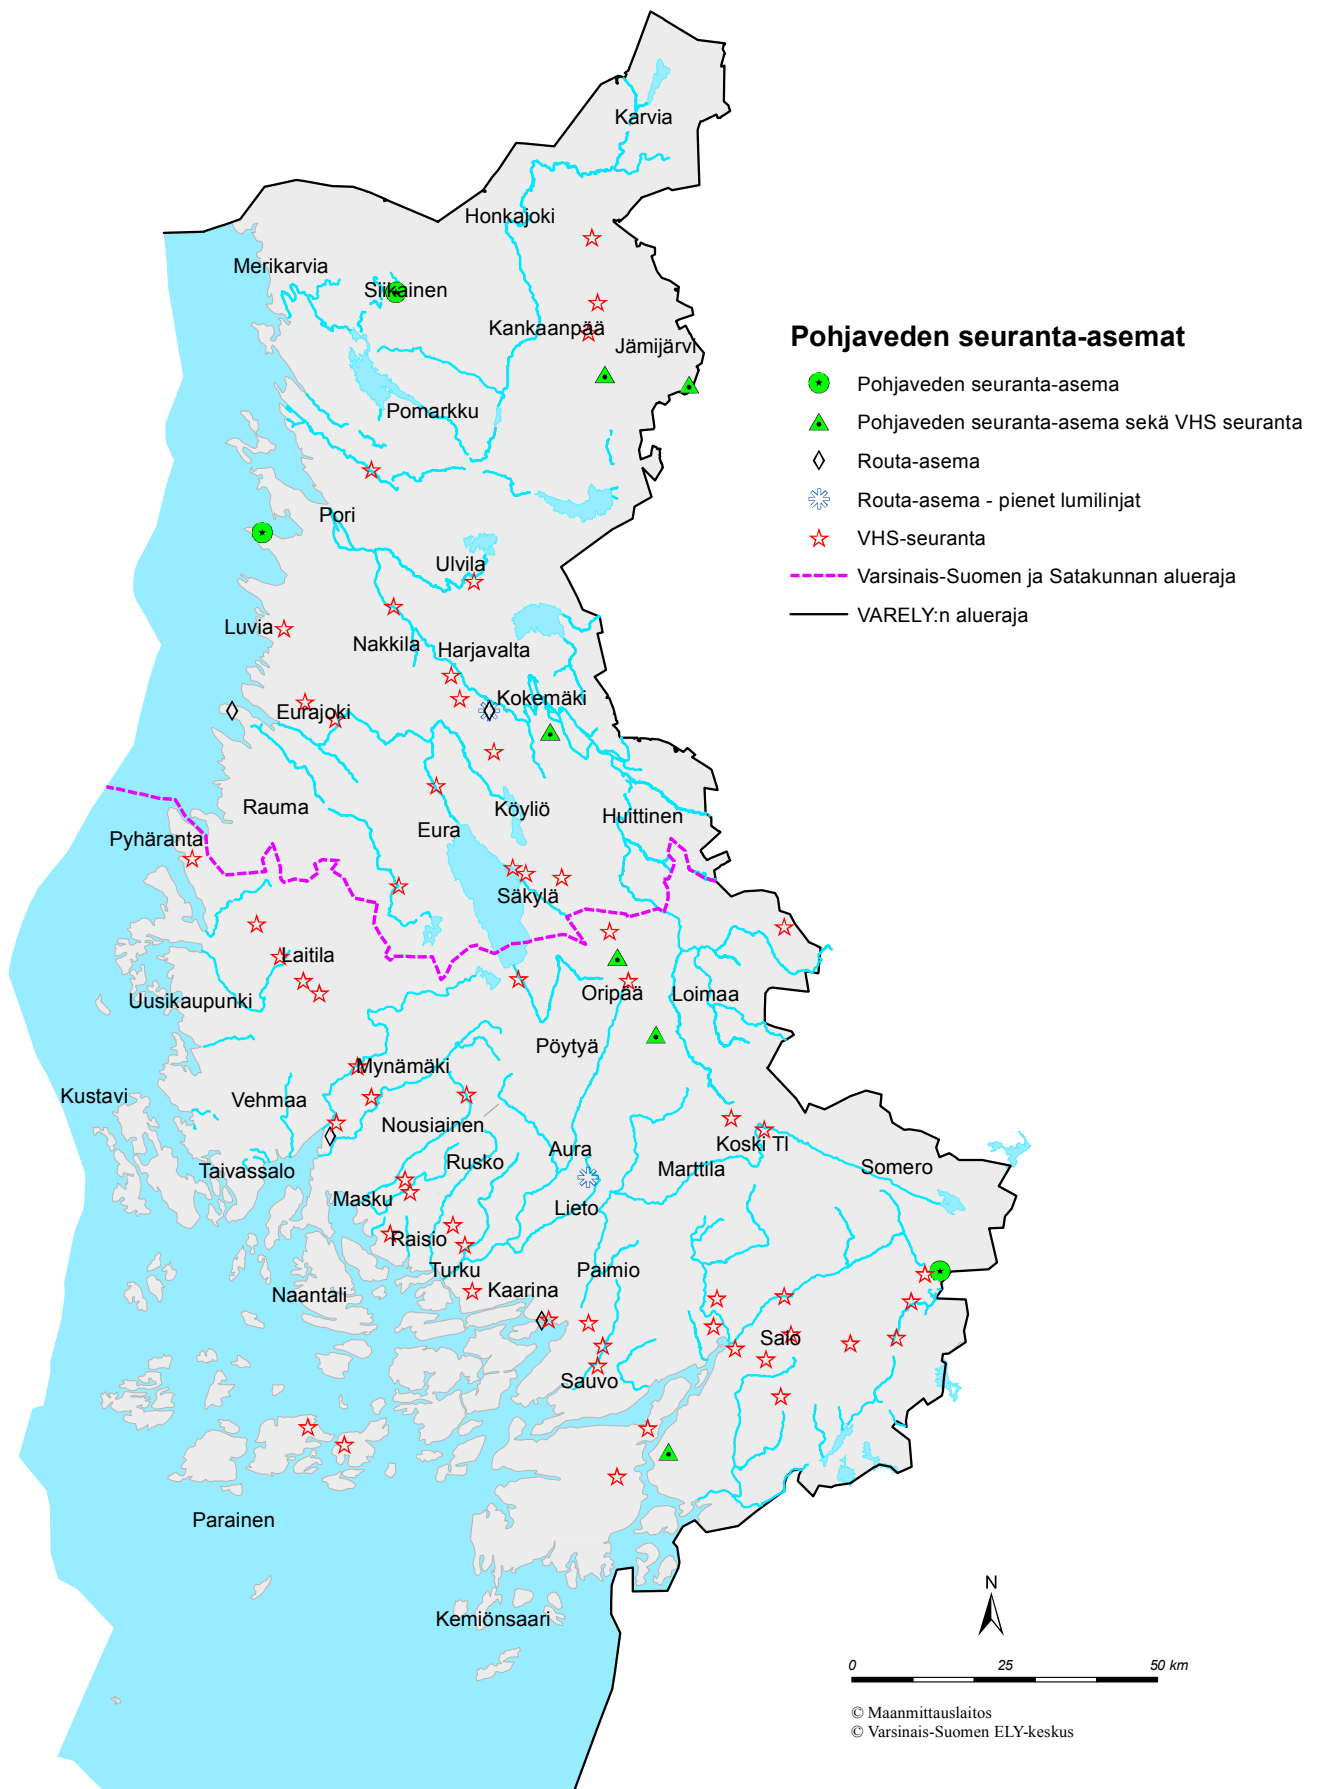 Karvia
Honkajoki
Merikarvia
Siikainen
Kankaanpää
Jämijärvi
Pomarkku
Pori
Ulvila
Luvia
Nakkila
Harjavalta
Kokemäki
Eurajoki
Rauma
Köyliö
Huittinen
Eura
Pyhäranta
Säkylä
Laitila
Uusikaupunki
Oripää
Loimaa
Pöytyä
Mynämäki
Kustavi
Vehmaa
Nousiainen
Koski Tl
Aura
Rusko
Marttila
Somero
Taivassalo
Masku
Lieto
Raisio
Turku
Paimio
Naantali
Kaarina
Salo
Sauvo
Parainen
Kemiönsaari
Pohjaveden seuranta-asemat
Pohjaveden seuranta-asema
Pohjaveden seuranta-asema sekä VHS seuranta
Routa-asema
Routa-asema - pienet lumilinjat
VHS-seuranta
Varsinais-Suomen ja Satakunnan alueraja
VARELY:n alueraja
N
0 25 50 km
© Maanmittauslaitos
© Varsinais-Suomen ELY-keskus